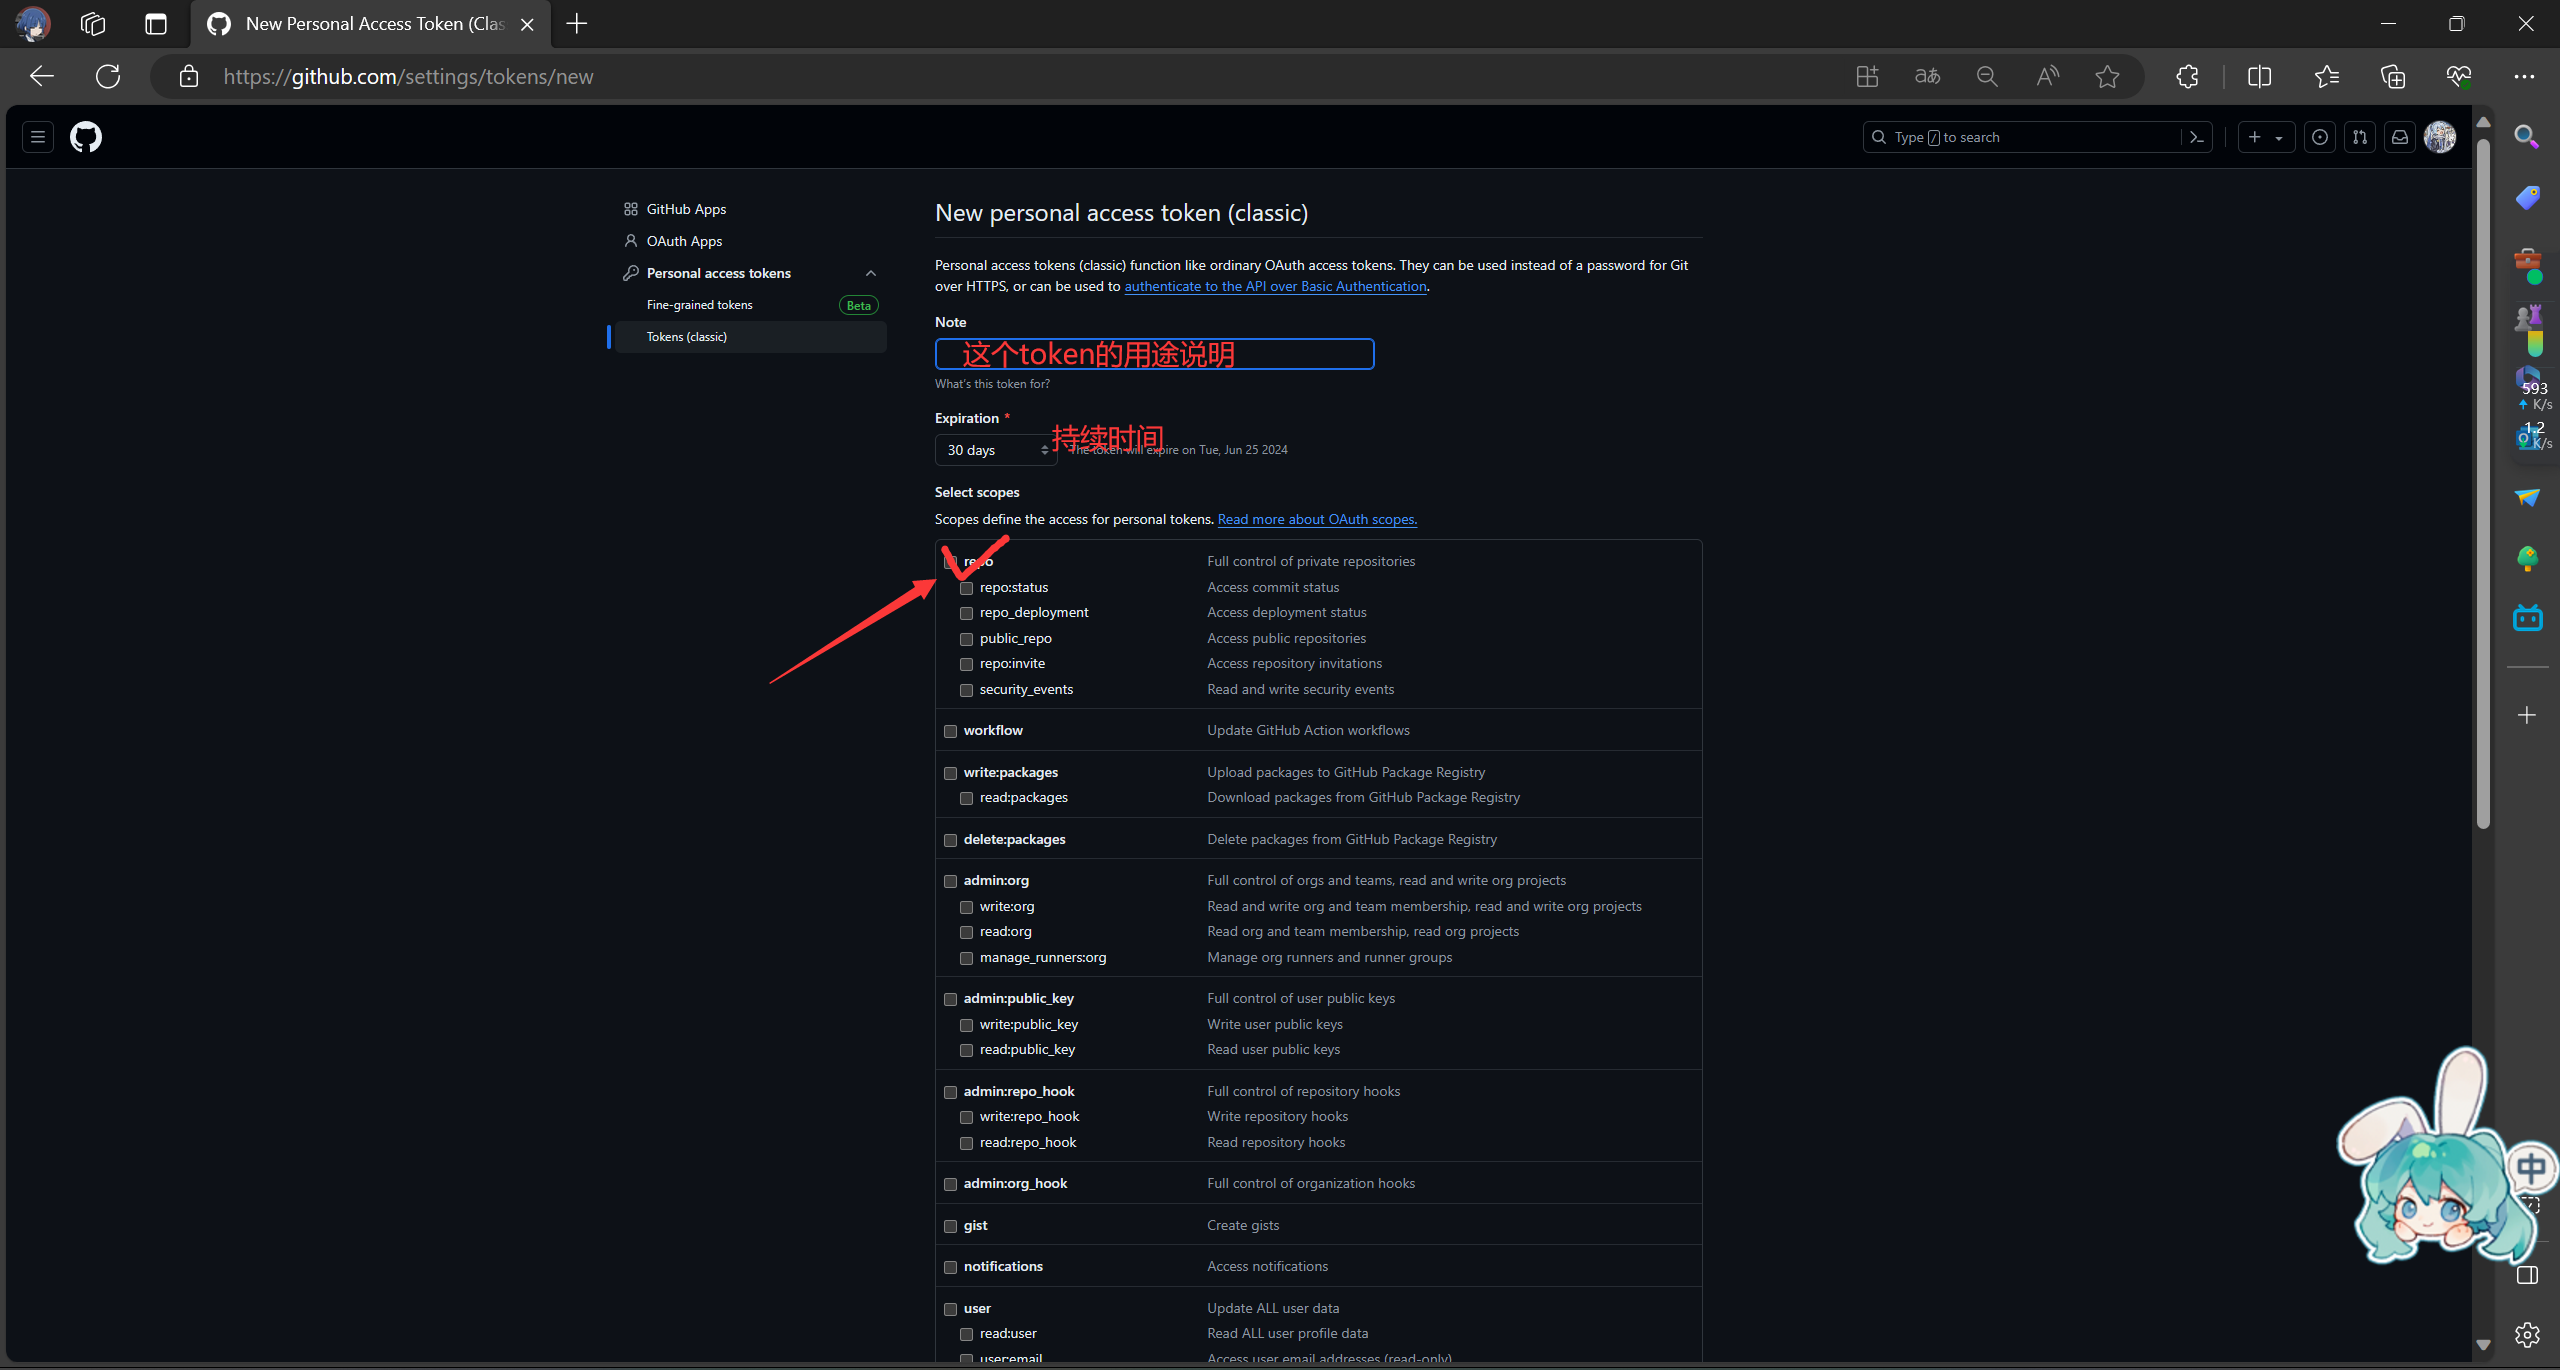 New Personal Access Token (Clas
https://github.com/settings/tokens/new
Type / to search
GitHub Apps
OAuth Apps
Personal access tokens
Fine-grained tokens
Beta
Tokens (classic)
New personal access token (classic)
Personal access tokens (classic) function like ordinary OAuth access tokens. They can be used instead of a password for Git
over HTTPS, or can be used to authenticate to the API over Basic Authentication.
Note
这个token的用途说明
What's this token for?
Expiration *
持续时间
30 days
The token will expire on Tue, Jun 25 2024
Select scopes
Scopes define the access for personal tokens. Read more about OAuth scopes.
repo Full control of private repositories
repo:status Access commit status
repo_deployment Access deployment status
public_repo Access public repositories
repo:invite Access repository invitations
security_events Read and write security events
workflow Update GitHub Action workflows
write:packages Upload packages to GitHub Package Registry
read:packages Download packages from GitHub Package Registry
delete:packages Delete packages from GitHub Package Registry
admin:org Full control of orgs and teams, read and write org projects
write:org Read and write org and team membership, read and write org projects
read:org Read org and team membership, read org projects
manage_runners:org Manage org runners and runner groups
admin:public_key Full control of user public keys
write:public_key Write user public keys
read:public_key Read user public keys
admin:repo_hook Full control of repository hooks
write:repo_hook Write repository hooks
read:repo_hook Read repository hooks
admin:org_hook Full control of organization hooks
gist Create gists
notifications Access notifications
user Update ALL user data
read:user Read ALL user profile data
user:email Access user email addresses (read-only)
593
K/s
1.2
K/s
中